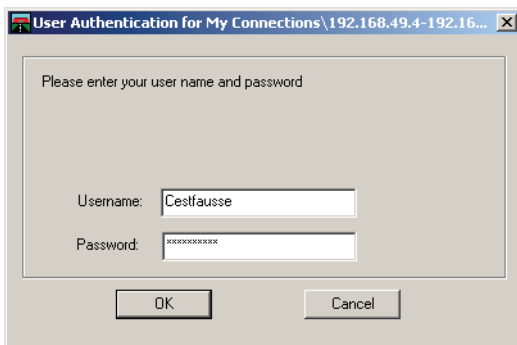 User Authentication for My Connections\192.168.49.4-192.16...
Please enter your user name and password
Username: Cestfausse
Password: **********
OK Cancel